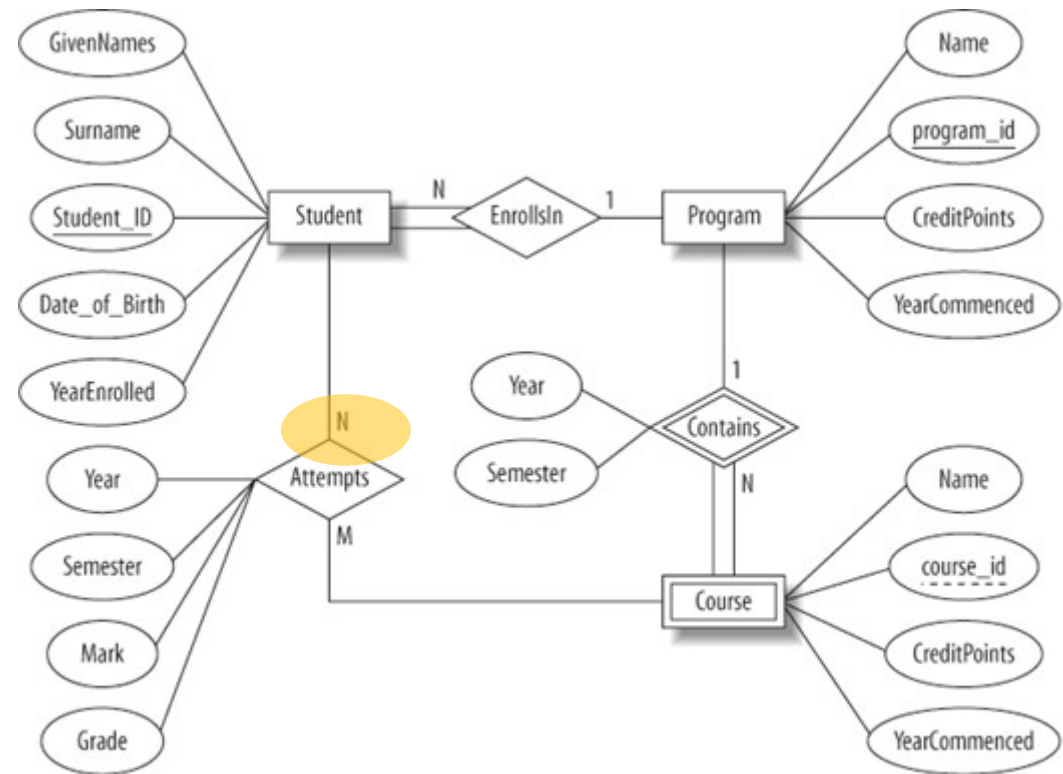 GivenNames
Name
Surname
program_id
N
1
Student
EnrollsIn
Program
Student_ID
CreditPoints
Date_of_Birth
YearCommenced
YearEnrolled
1
Year
N
Contains
Year
Attempts
Semester
N
Name
M
Semester
course_id
Course
Mark
CreditPoints
Grade
YearCommenced